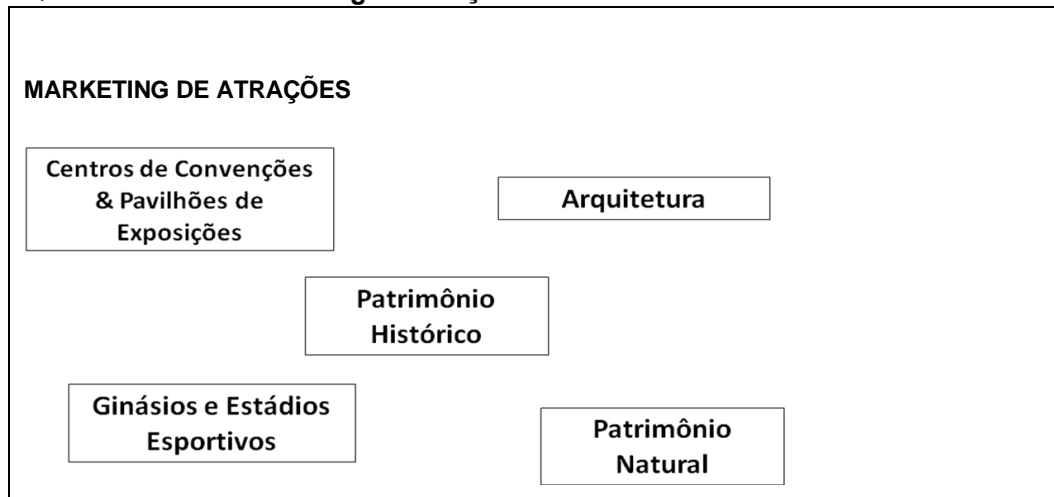 MARKETING DE ATRAÇÕES
Centros de Convenções
& Pavilhões de
Exposições
Arquitetura
Patrimônio
Histórico
Ginásios e Estádios
Esportivos
Patrimônio
Natural